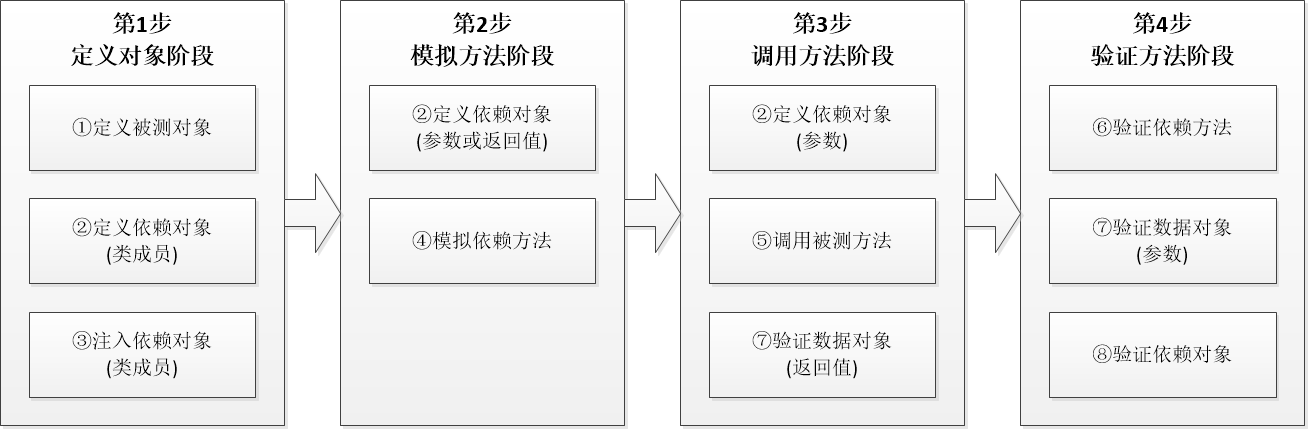 第1步
定义对象阶段
①定义被测对象
②定义依赖对象
(类成员)
③注入依赖对象
(类成员)
第2步
模拟方法阶段
②定义依赖对象
(参数或返回值)
④模拟依赖方法
第3步
调用方法阶段
②定义依赖对象
(参数)
⑤调用被测方法
⑦验证数据对象
(返回值)
第4步
验证方法阶段
⑥验证依赖方法
⑦验证数据对象
(参数)
⑧验证依赖对象